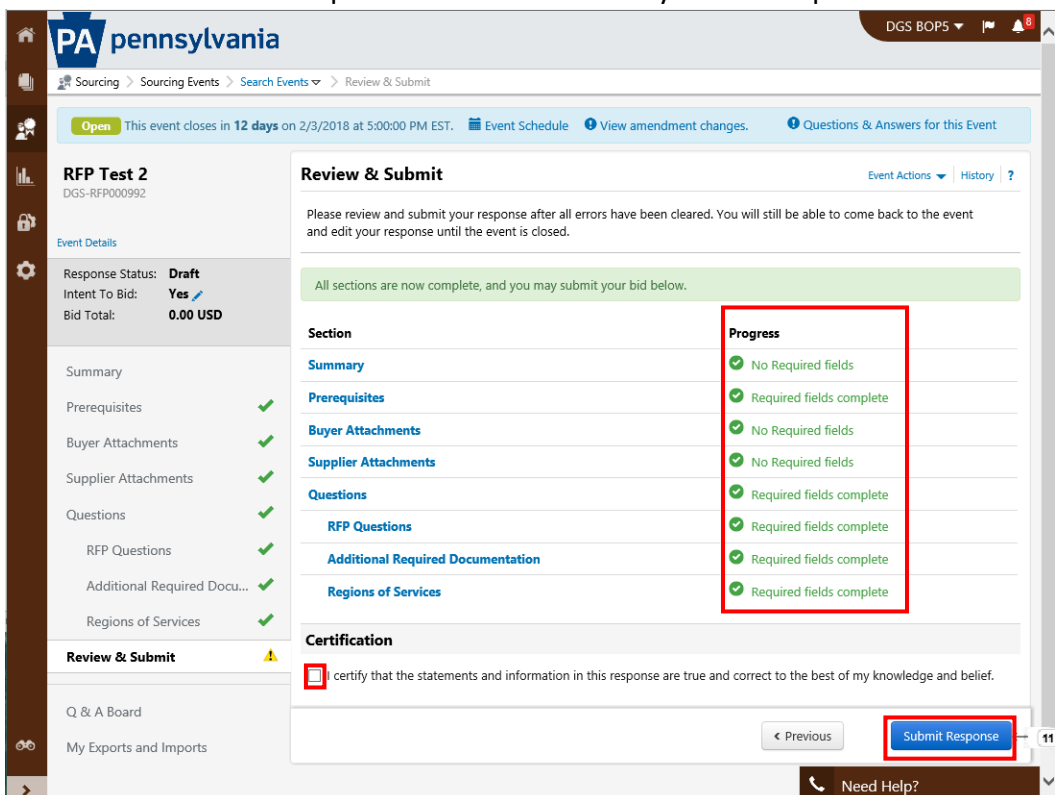 DGS BOP5
8
PA pennsylvania
Sourcing > Sourcing Events > Search Events > Review & Submit
Open This event closes in 12 days on 2/3/2018 at 5:00:00 PM EST. Event Schedule View amendment changes. Questions & Answers for this Event
RFP Test 2
DGS-RFP000992
Event Details
Response Status: Draft
Intent To Bid: Yes
Bid Total: 0.00 USD
Summary
Prerequisites
Buyer Attachments
Supplier Attachments
Questions
RFP Questions
Additional Required Docu...
Regions of Services
Review & Submit
Q & A Board
My Exports and Imports
Review & Submit
Event Actions History ?
Please review and submit your response after all errors have been cleared. You will still be able to come back to the event
and edit your response until the event is closed.
All sections are now complete, and you may submit your bid below.
Section Progress
Summary No Required fields
Prerequisites Required fields complete
Buyer Attachments No Required fields
Supplier Attachments No Required fields
Questions Required fields complete
RFP Questions Required fields complete
Additional Required Documentation Required fields complete
Regions of Services Required fields complete
Certification
I certify that the statements and information in this response are true and correct to the best of my knowledge and belief.
< Previous Submit Response
11
Need Help?